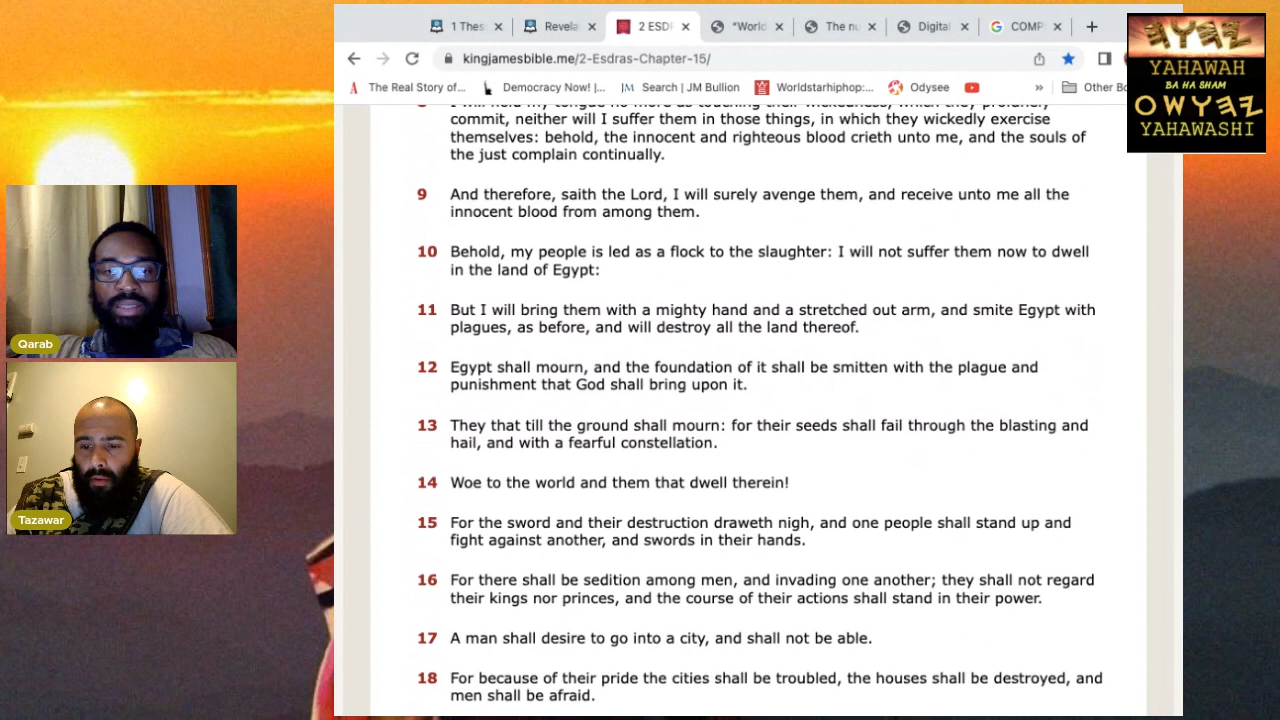 1 Thes
Revela
2 ESDR
"World
The nu
Digital
COMP
kingjamesbible.me/2-Esdras-Chapter-15/
The Real Story of...
Democracy Now! |...
Search | JM Bullion
Worldstarhiphop:...
Odysee
»
Other Bo
YAHAWAH
BA HA SHAM
YAHAWASHI
commit, neither will I suffer them in those things, in which they wickedly exercise
themselves: behold, the innocent and righteous blood crieth unto me, and the souls of
the just complain continually.
9 And therefore, saith the Lord, I will surely avenge them, and receive unto me all the
innocent blood from among them.
10 Behold, my people is led as a flock to the slaughter: I will not suffer them now to dwell
in the land of Egypt:
11 But I will bring them with a mighty hand and a stretched out arm, and smite Egypt with
plagues, as before, and will destroy all the land thereof.
12 Egypt shall mourn, and the foundation of it shall be smitten with the plague and
punishment that God shall bring upon it.
13 They that till the ground shall mourn: for their seeds shall fail through the blasting and
hail, and with a fearful constellation.
14 Woe to the world and them that dwell therein!
15 For the sword and their destruction draweth nigh, and one people shall stand up and
fight against another, and swords in their hands.
16 For there shall be sedition among men, and invading one another; they shall not regard
their kings nor princes, and the course of their actions shall stand in their power.
17 A man shall desire to go into a city, and shall not be able.
18 For because of their pride the cities shall be troubled, the houses shall be destroyed, and
men shall be afraid.
Qarab
Tazawar